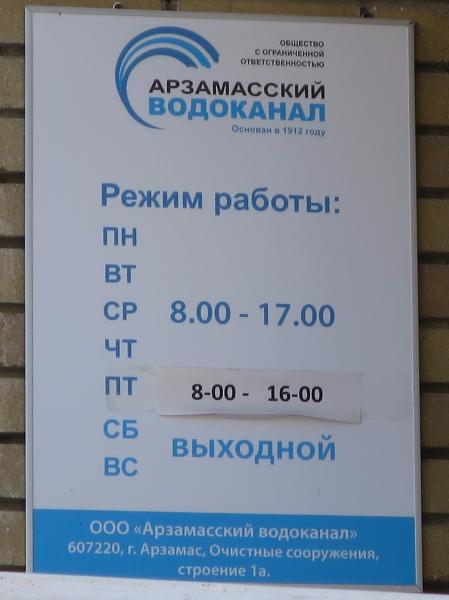 ОБЩЕСТВО
С ОГРАНИЧЕННОЙ
ОТВЕТСТВЕННОСТЬЮ
АРЗАМАССКИЙ
ВОДОКАНАЛ
Основан в 1912 году
Режим работы:
ПН
ВТ
СР 8.00 - 17.00
ЧТ
ПТ 8-00 - 16-00
СБ
ВЫХОДНОЙ
ВС
ООО «Арзамасский водоканал»
607220, г. Арзамас, Очистные сооружения,
строение 1а.